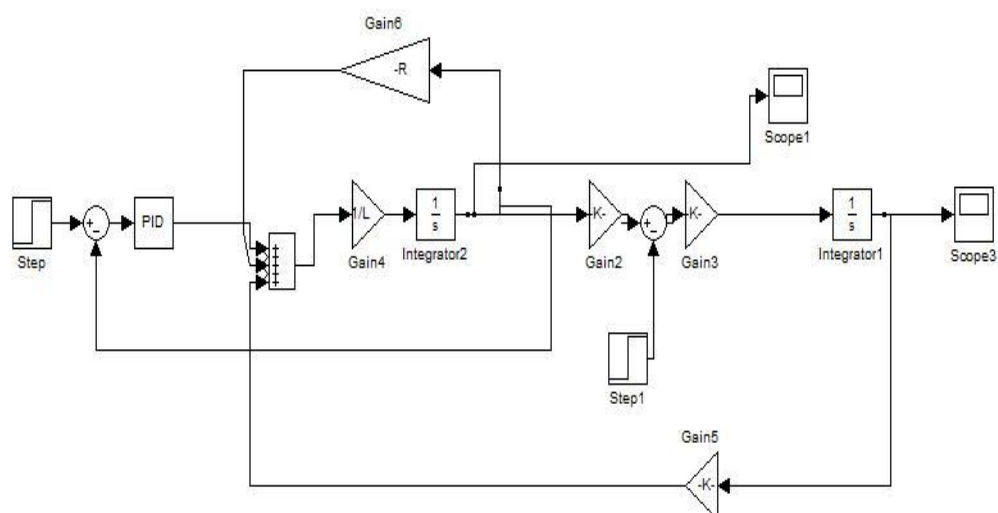 Gain6
-R
Scope1
+
-
PID
Step
+
+
+
1/L
Gain4
1
s
Integrator2
K-
Gain2
+
-
K-
Gain3
1
s
Integrator1
Scope3
Step1
Gain5
-K-